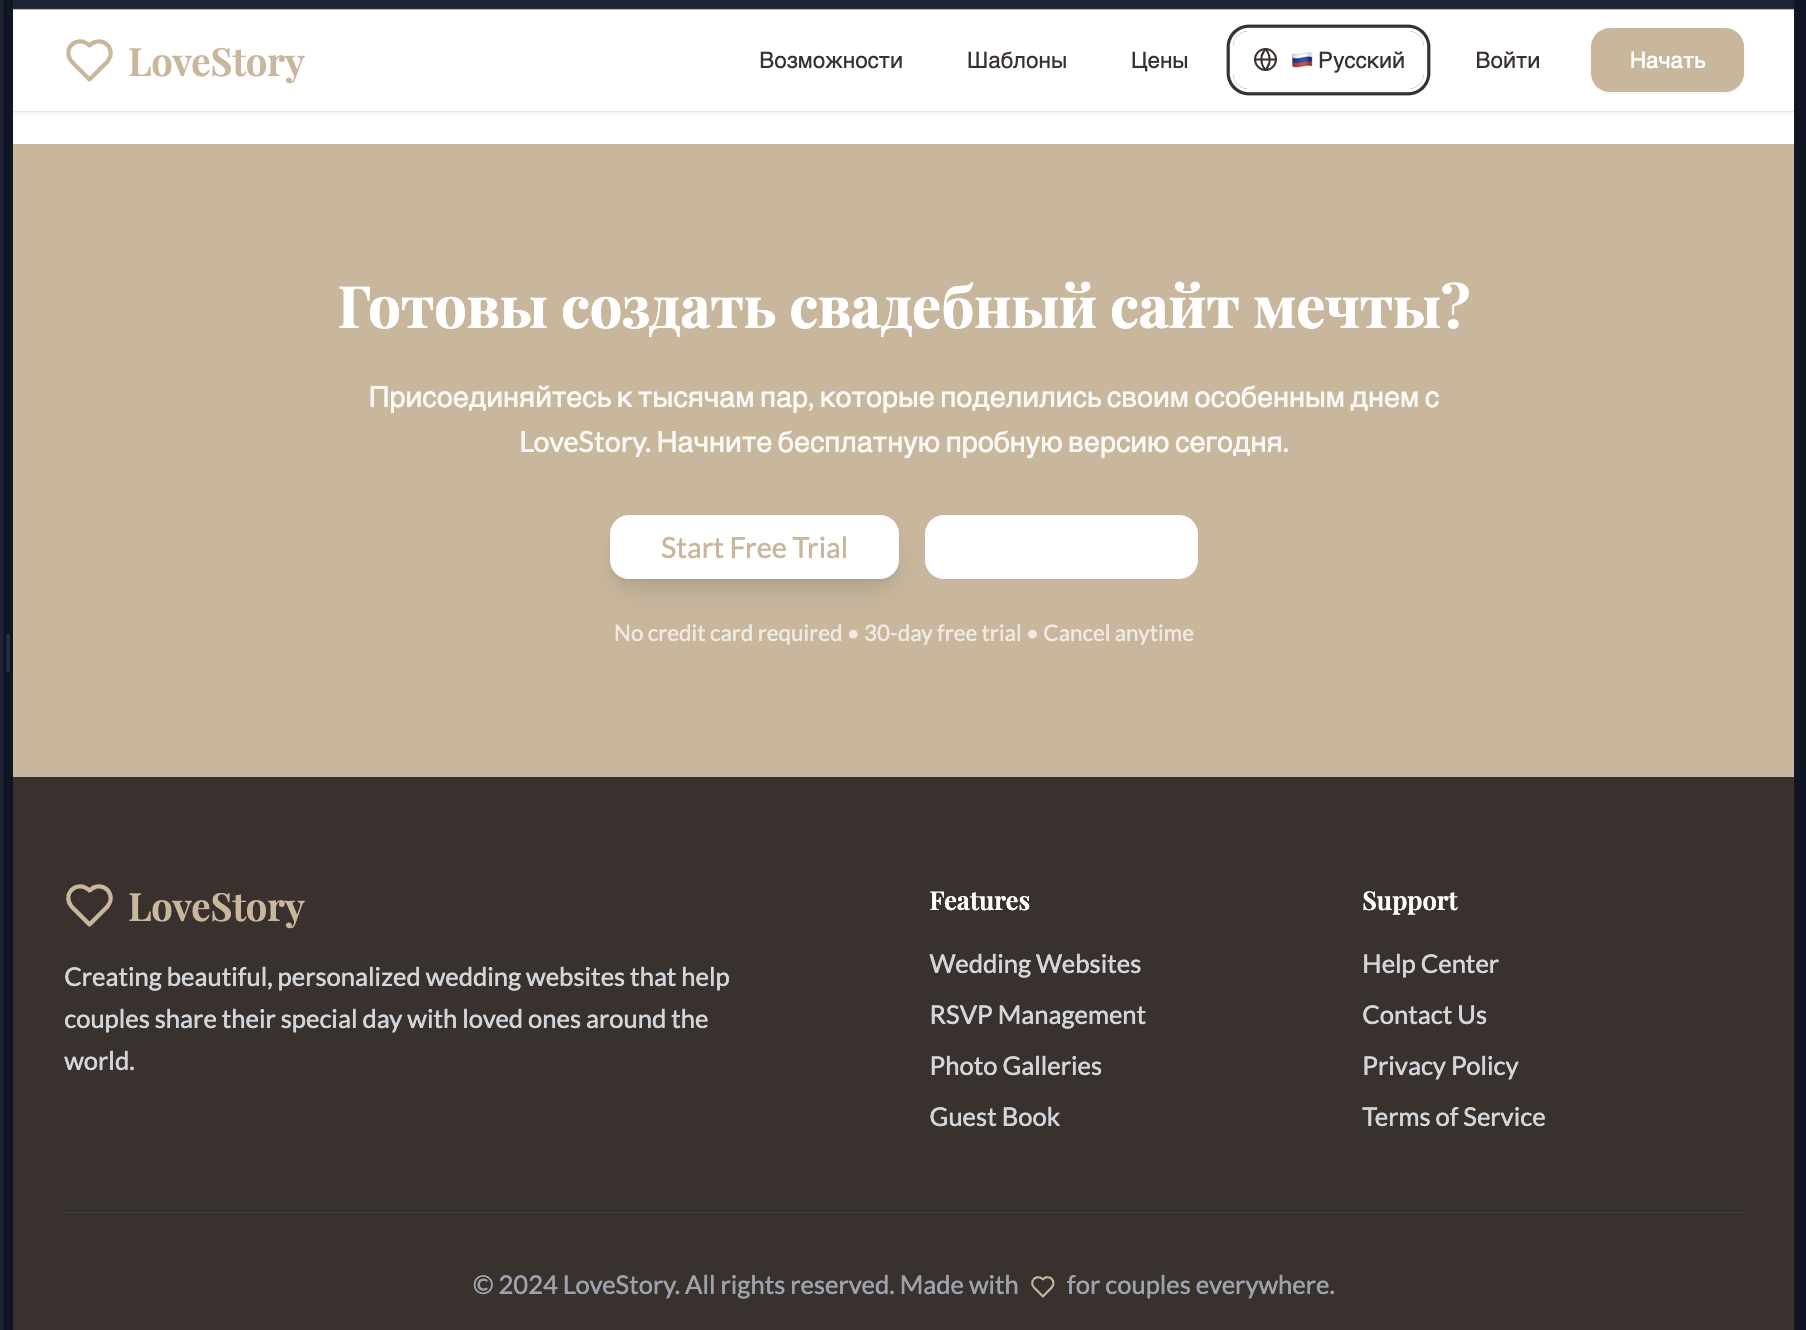 LoveStory
Возможности
Шаблоны
Цены
Русский
Войти
Начать
Готовы создать свадебный сайт мечты?
Присоединяйтесь к тысячам пар, которые поделились своим особенным днем с
LoveStory. Начните бесплатную пробную версию сегодня.
Start Free Trial
No credit card required • 30-day free trial • Cancel anytime
LoveStory
Creating beautiful, personalized wedding websites that help
couples share their special day with loved ones around the
world.
Features
Wedding Websites
RSVP Management
Photo Galleries
Guest Book
Support
Help Center
Contact Us
Privacy Policy
Terms of Service
© 2024 LoveStory. All rights reserved. Made with for couples everywhere.